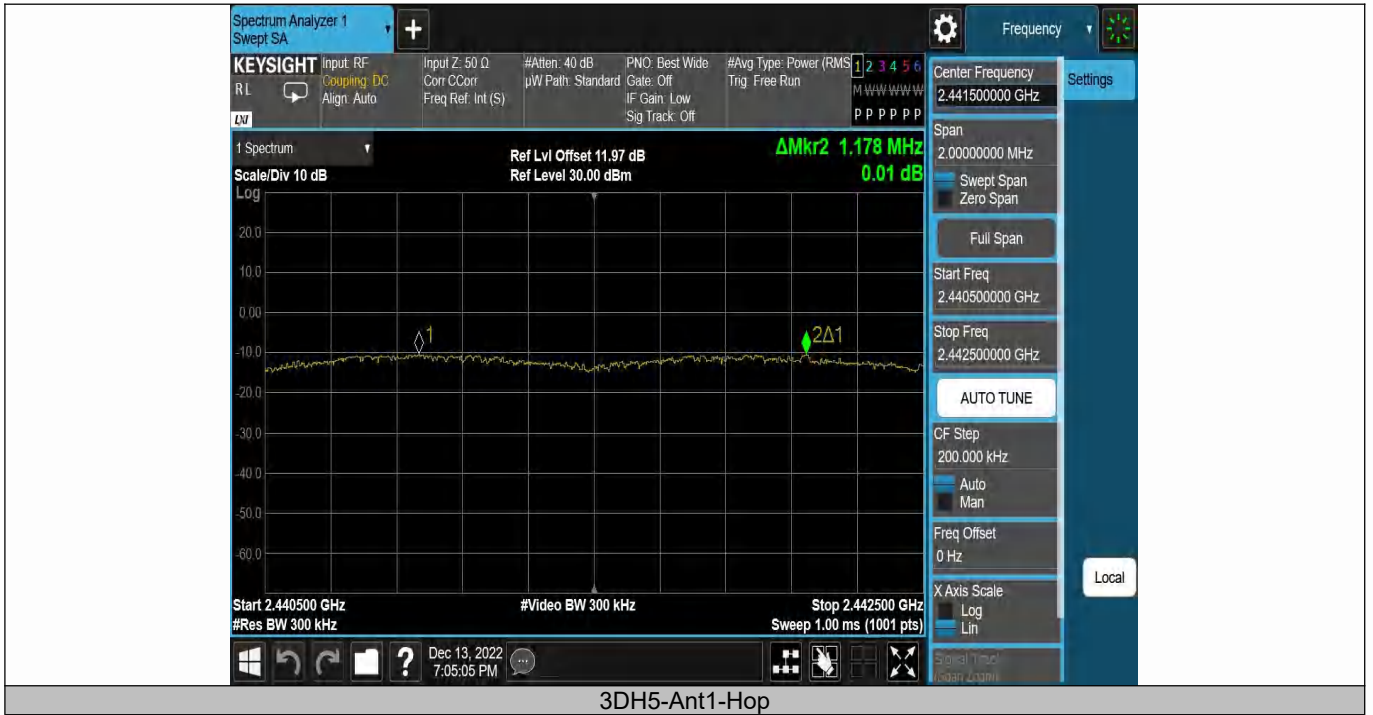 Spectrum Analyzer 1
Swept SA
Frequency
KEYSIGHT
RL
LXI
Input: RF
Coupling: DC
Align: Auto
Input Z: 50 Ω
Corr CCorr
Freq Ref: Int (S)
#Atten: 40 dB
µW Path: Standard
PNO: Best Wide
Gate: Off
IF Gain: Low
Sig Track: Off
#Avg Type: Power (RMS
Trig: Free Run
1 2 3 4 5 6
M W W W W W
P P P P P P
1 Spectrum
Scale/Div 10 dB
Ref Lvl Offset 11.97 dB
Ref Level 30.00 dBm
ΔMkr2 1.178 MHz
0.01 dB
Log
20.0
10.0
0.00
-10.0
-20.0
-30.0
-40.0
-50.0
-60.0
1
2Δ1
Start 2.440500 GHz
#Res BW 300 kHz
#Video BW 300 kHz
Stop 2.442500 GHz
Sweep 1.00 ms (1001 pts)
Center Frequency
2.441500000 GHz
Settings
Span
2.00000000 MHz
Swept Span
Zero Span
Full Span
Start Freq
2.440500000 GHz
Stop Freq
2.442500000 GHz
AUTO TUNE
CF Step
200.000 kHz
Auto
Man
Freq Offset
0 Hz
X Axis Scale
Log
Lin
Local
Signal Track
(Span Zoom)
?
Dec 13, 2022
7:05:05 PM
3DH5-Ant1-Hop